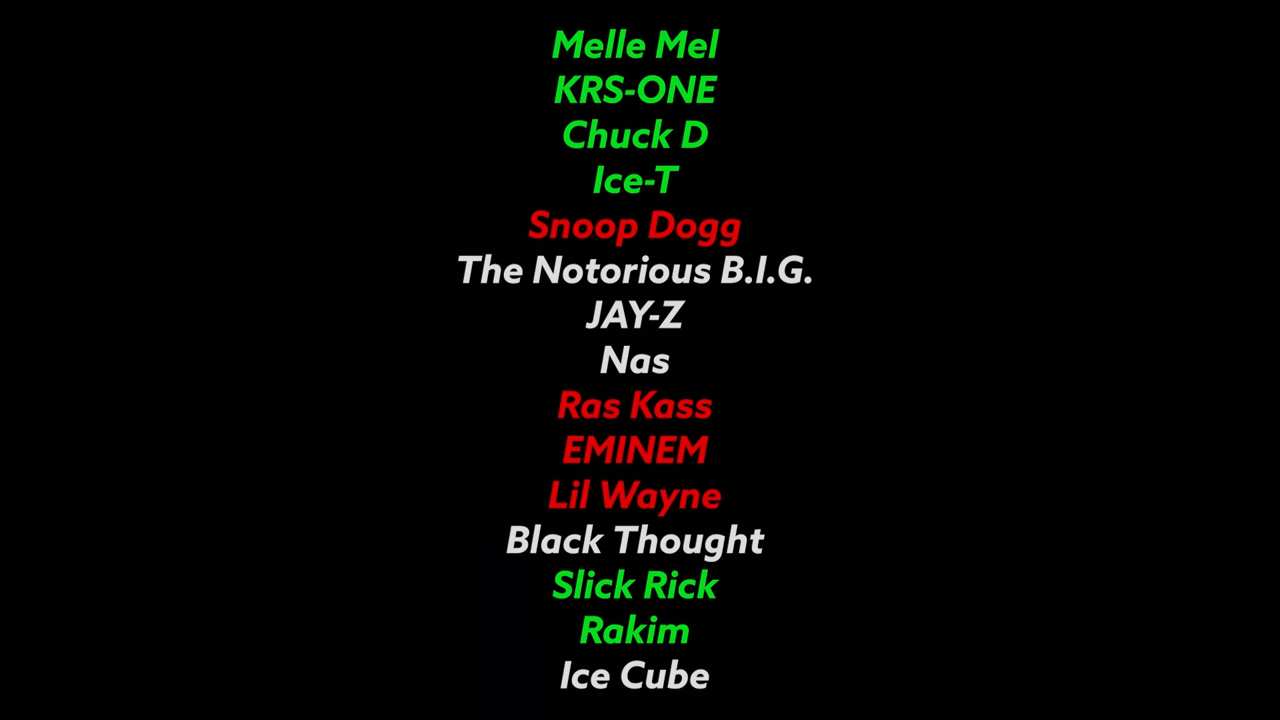 Melle Mel
KRS-ONE
Chuck D
Ice-T
Snoop Dogg
The Notorious B.I.G.
JAY-Z
Nas
Ras Kass
EMINEM
Lil Wayne
Black Thought
Slick Rick
Rakim
Ice Cube